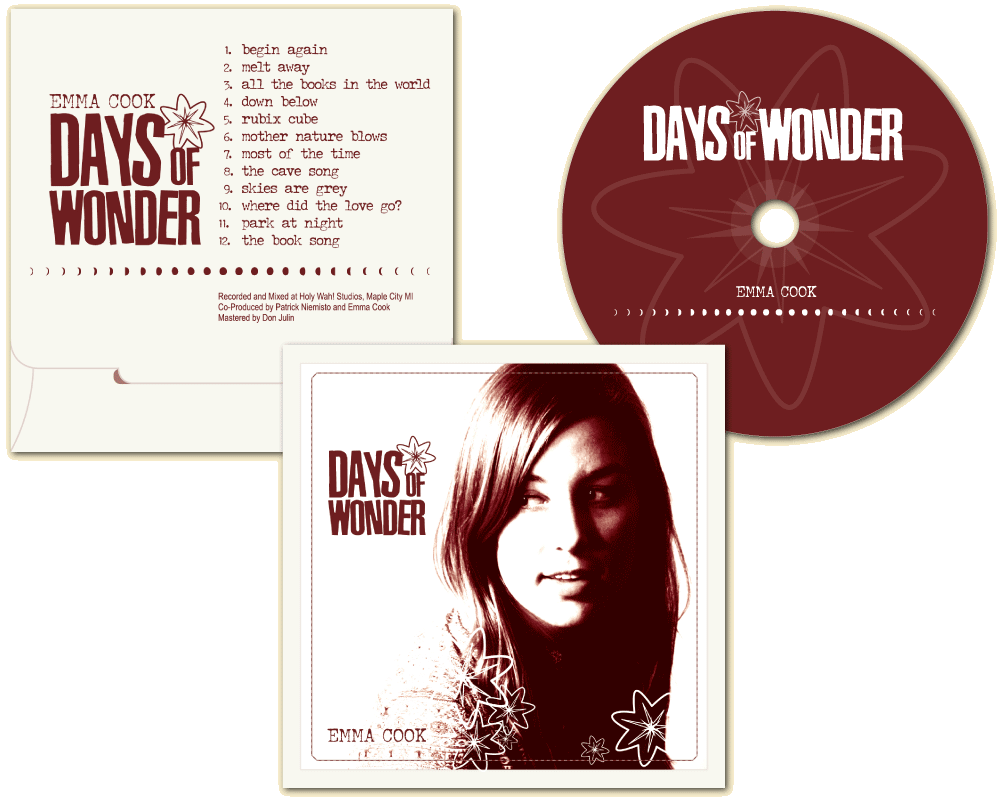 EMMA COOK
DAYS OF
WONDER
1. begin again
2. melt away
3. all the books in the world
4. down below
5. rubix cube
6. mother nature blows
7. most of the time
8. the cave song
9. skies are grey
10. where did the love go?
11. park at night
12. the book song
Recorded and Mixed at Holy Wah! Studios, Maple City MI
Co-Produced by Patrick Niemisto and Emma Cook
Mastered by Don Julin
DAYS OF WONDER
EMMA COOK
DAYS OF
WONDER
EMMA COOK